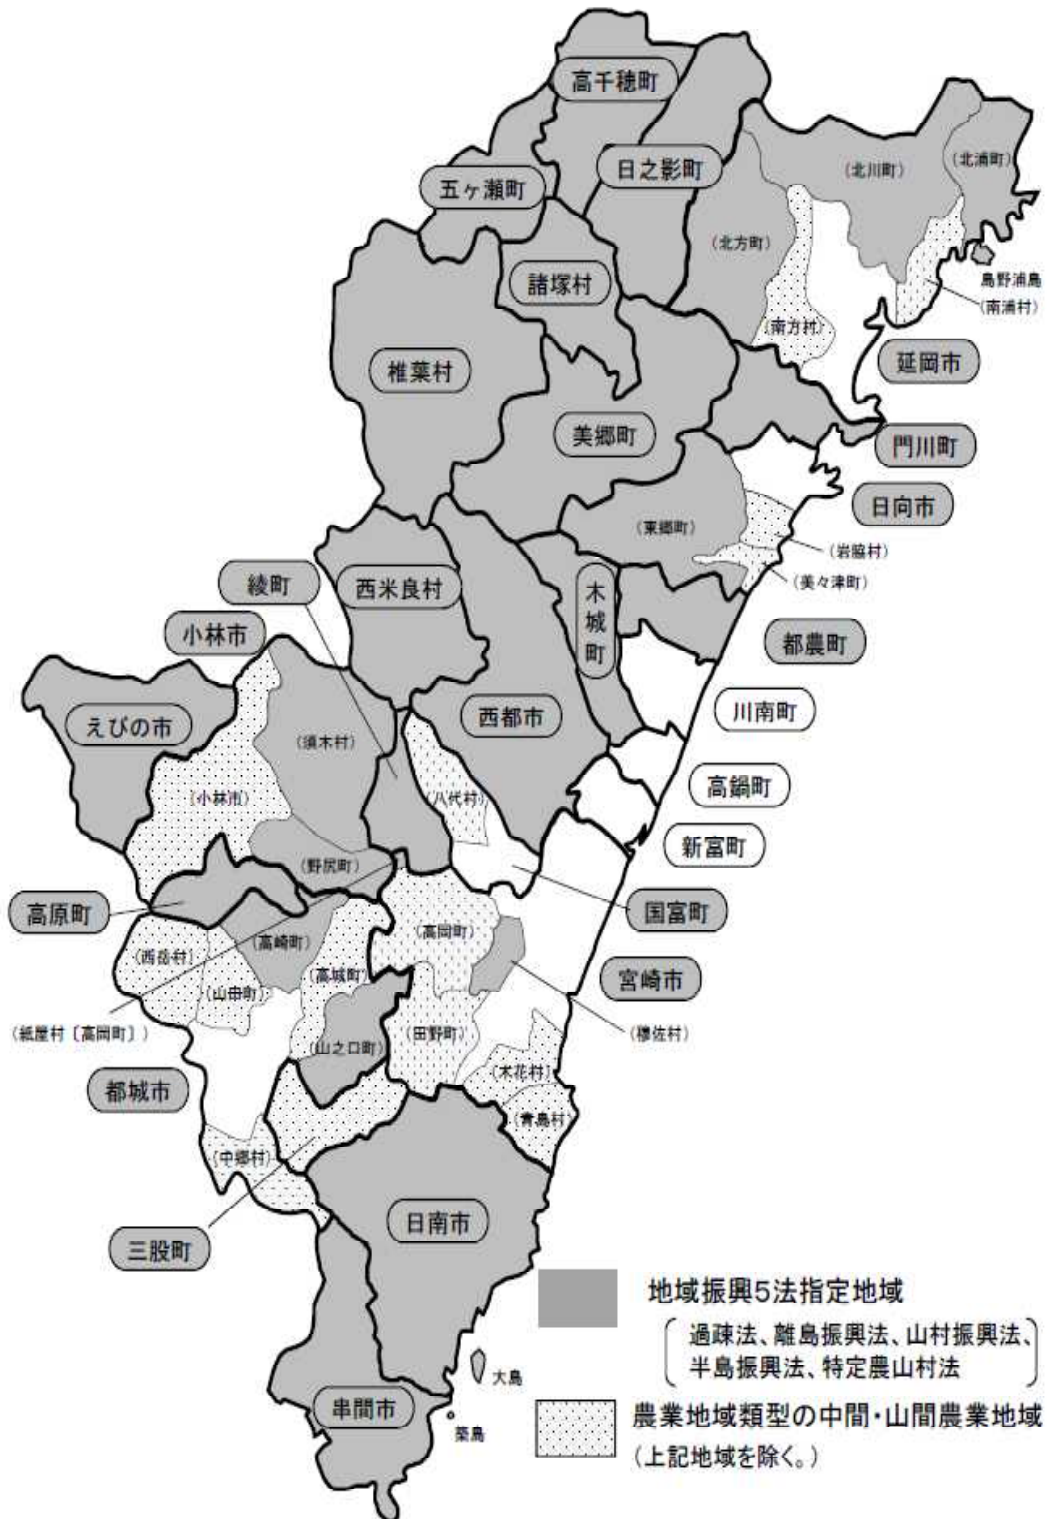 高千穂町
日之影町
五ヶ瀬町
(北川町)
(北浦町)
(北方町)
諸塚村
島野浦島
(南浦村)
(南方村)
延岡市
椎葉村
美郷町
門川町
日向市
(東郷町)
(岩脇村)
(美々津町)
綾町
西米良村
木城町
小林市
都農町
えびの市
西都市
川南町
(須木村)
(小林市)
(八代村)
高鍋町
新富町
(野尻町)
高原町
国富町
(高崎町)
(高岡町)
(西岳村)
(高城町)
宮崎市
(山田町)
(紙屋村〔高岡町〕)
(山之口町)
(田野町)
(穆佐村)
(木花村)
都城市
(青島村)
(中郷村)
日南市
三股町
地域振興5法指定地域
過疎法、離島振興法、山村振興法、
半島振興法、特定農山村法
大島
串間市
築島
農業地域類型の中間・山間農業地域
(上記地域を除く。)